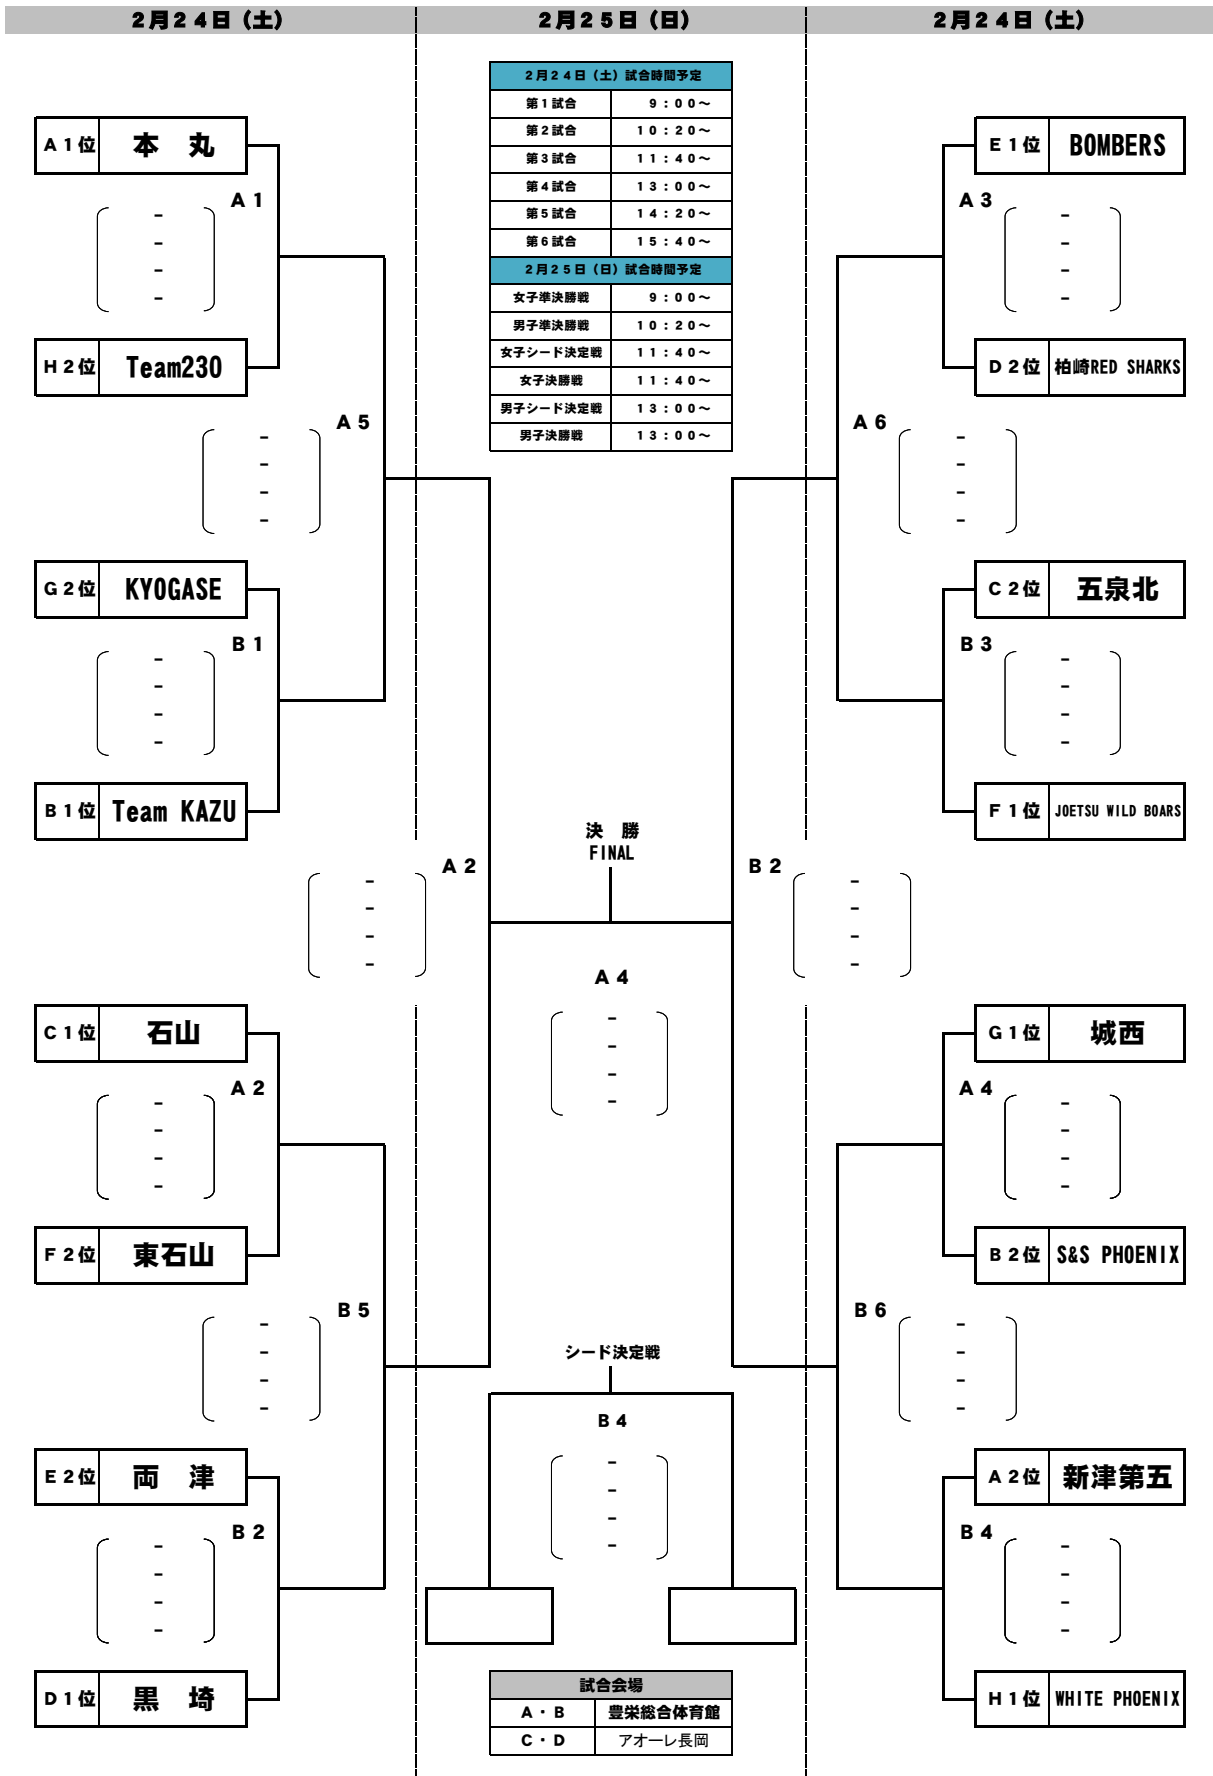 ２月２４日（土）
２月２５日（日）
２月２４日（土）
２月２４日（土）試合時間予定
第１試合 ９：００～
第２試合 １０：２０～
第３試合 １１：４０～
第４試合 １３：００～
第５試合 １４：２０～
第６試合 １５：４０～
２月２５日（日）試合時間予定
女子準決勝戦 ９：００～
男子準決勝戦 １０：２０～
女子シード決定戦 １１：４０～
女子決勝戦 １１：４０～
男子シード決定戦 １３：００～
男子決勝戦 １３：００～
Ａ１位 本　丸
Ａ１
-
-
-
-
Ｈ２位 Team230
Ａ５
-
-
-
-
Ｇ２位 KYOGASE
Ｂ１
-
-
-
-
Ｂ１位 Team KAZU
Ａ２
-
-
-
-
Ｃ１位 石山
Ａ２
-
-
-
-
Ｆ２位 東石山
Ｂ５
-
-
-
-
Ｅ２位 両　津
Ｂ２
-
-
-
-
Ｄ１位 黒　埼
決　勝
FINAL
Ａ４
-
-
-
-
シード決定戦
Ｂ４
-
-
-
-
試合会場
Ａ・Ｂ 豊栄総合体育館
Ｃ・Ｄ アオーレ長岡
Ｅ１位 BOMBERS
Ａ３
-
-
-
-
Ｄ２位 柏崎RED SHARKS
Ａ６
-
-
-
-
Ｃ２位 五泉北
Ｂ３
-
-
-
-
Ｆ１位 JOETSU WILD BOARS
Ｂ２
-
-
-
-
Ｇ１位 城西
Ａ４
-
-
-
-
Ｂ２位 S&S PHOENIX
Ｂ６
-
-
-
-
Ａ２位 新津第五
Ｂ４
-
-
-
-
Ｈ１位 WHITE PHOENIX